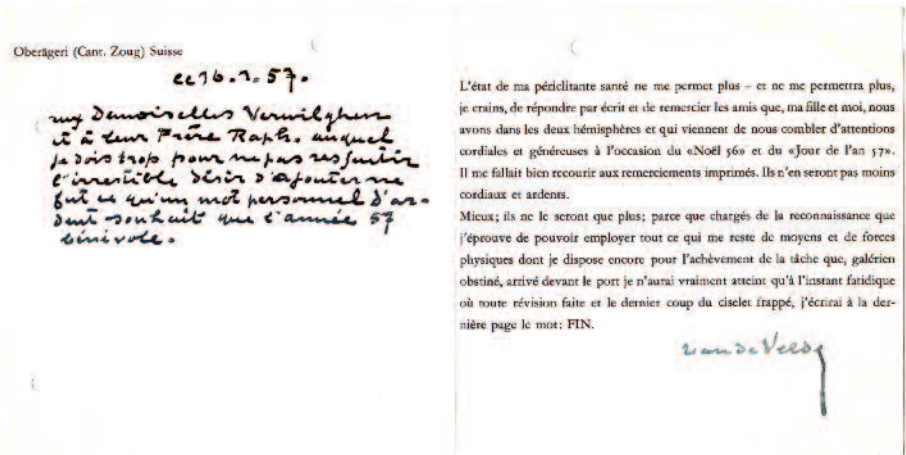 Oberägeri (Cant. Zoug) Suisse
ce 16.1.57.
aux Demoiselles Verwilghen
et à leur Frère Raph. auquel
je dois trop pour ne pas ressentir
l'irrestible désir d'ajouter ne
fut ce qu'un mot personnel d'ar-
dent souhait que l'année 57
bénévole.
L'état de ma périclitante santé ne me permet plus – et ne me permettra plus,
je crains, de répondre par écrit et de remercier les amis que, ma fille et moi, nous
avons dans les deux hémisphères et qui viennent de nous combler d'attentions
cordiales et généreuses à l'occasion du «Noël 56» et du «Jour de l'an 57».
Il me fallait bien recourir aux remerciements imprimés. Ils n'en seront pas moins
cordiaux et ardents.
Mieux; ils ne le seront que plus; parce que chargés de la reconnaissance que
j'éprouve de pouvoir employer tout ce qui me reste de moyens et de forces
physiques dont je dispose encore pour l'achèvement de la tâche que, galérien
obstiné, arrivé devant le port je n'aurai vraiment atteint qu'à l'instant fatidique
où toute révision faite et le dernier coup du ciselet frappé, j'écrirai à la der-
nière page le mot: FIN.
van de Velde